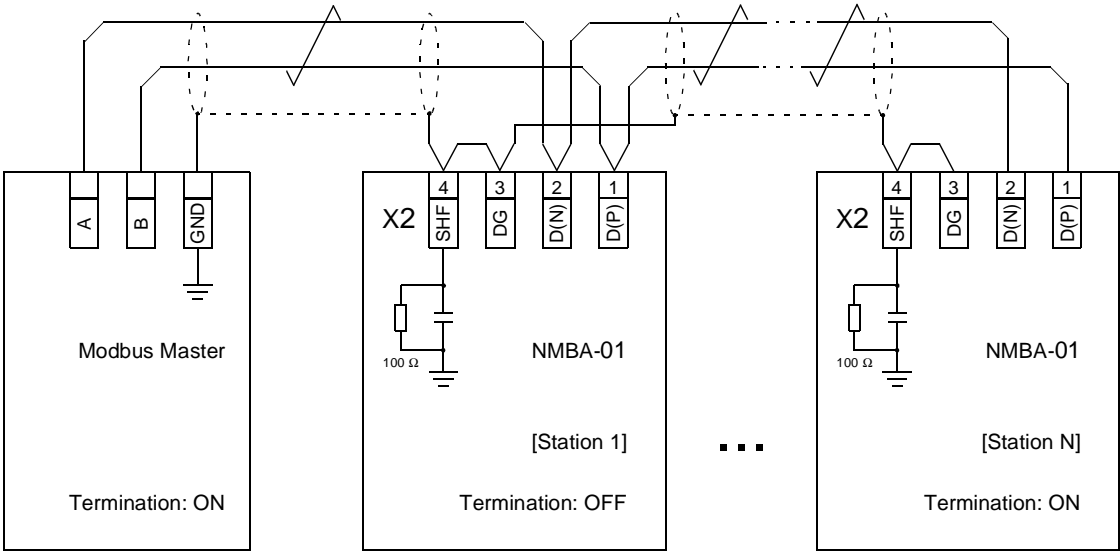 A
B
GND
Modbus Master
Termination: ON
X2
4
3
2
1
SHF
DG
D(N)
D(P)
100 Ω
NMBA-01
[Station 1]
Termination: OFF
...
X2
4
3
2
1
SHF
DG
D(N)
D(P)
100 Ω
NMBA-01
[Station N]
Termination: ON